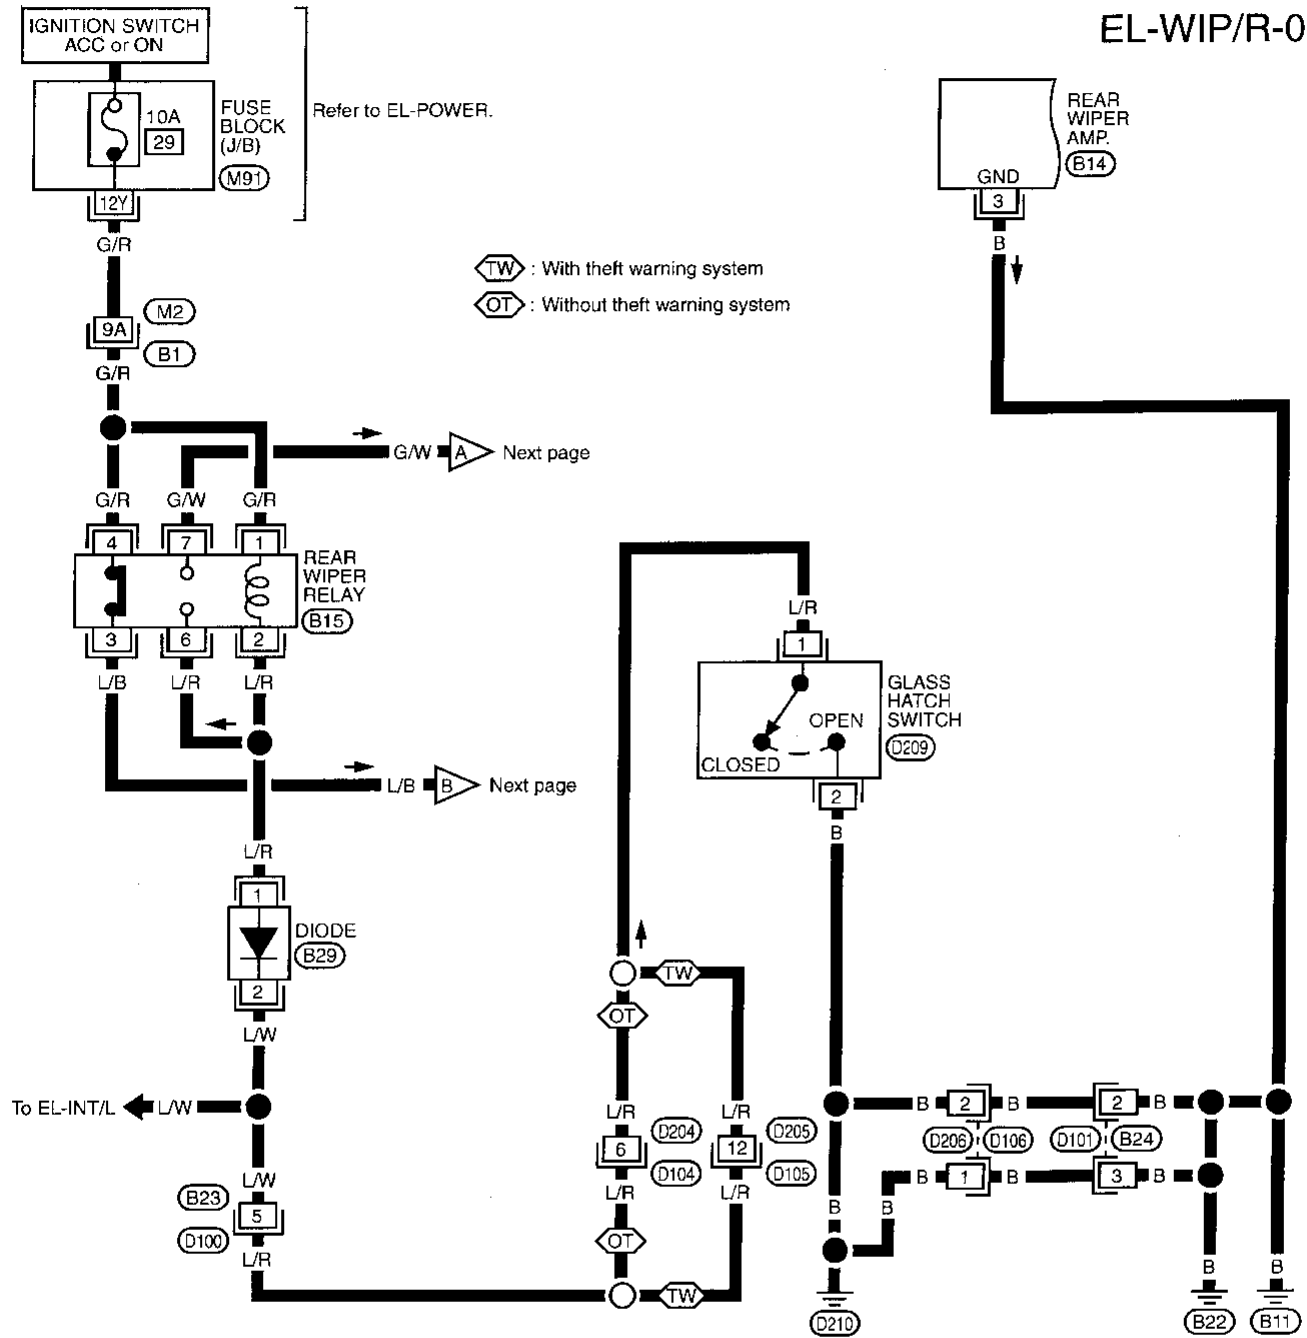 EL-WIP/R-0
IGNITION SWITCH
ACC or ON
10A
29
FUSE
BLOCK
(J/B)
M91
Refer to EL-POWER.
12Y
G/R
REAR
WIPER
AMP.
B14
GND
3
B
TW : With theft warning system
OT : Without theft warning system
9A
M2
B1
G/R
G/W
A
Next page
G/R
G/W
G/R
4
7
1
REAR
WIPER
RELAY
B15
3
6
2
L/B
L/R
L/R
L/B
B
Next page
L/R
1
DIODE
B29
2
L/W
To EL-INT/L
L/W
L/W
B23
5
D100
L/R
L/R
1
GLASS
HATCH
SWITCH
D209
OPEN
CLOSED
2
B
TW
OT
L/R
L/R
D204
D205
6
12
D104
D105
L/R
L/R
OT
TW
B
2
B
2
B
D206
D106
D101
B24
B
1
B
3
B
B
B
B
B
D210
B22
B11